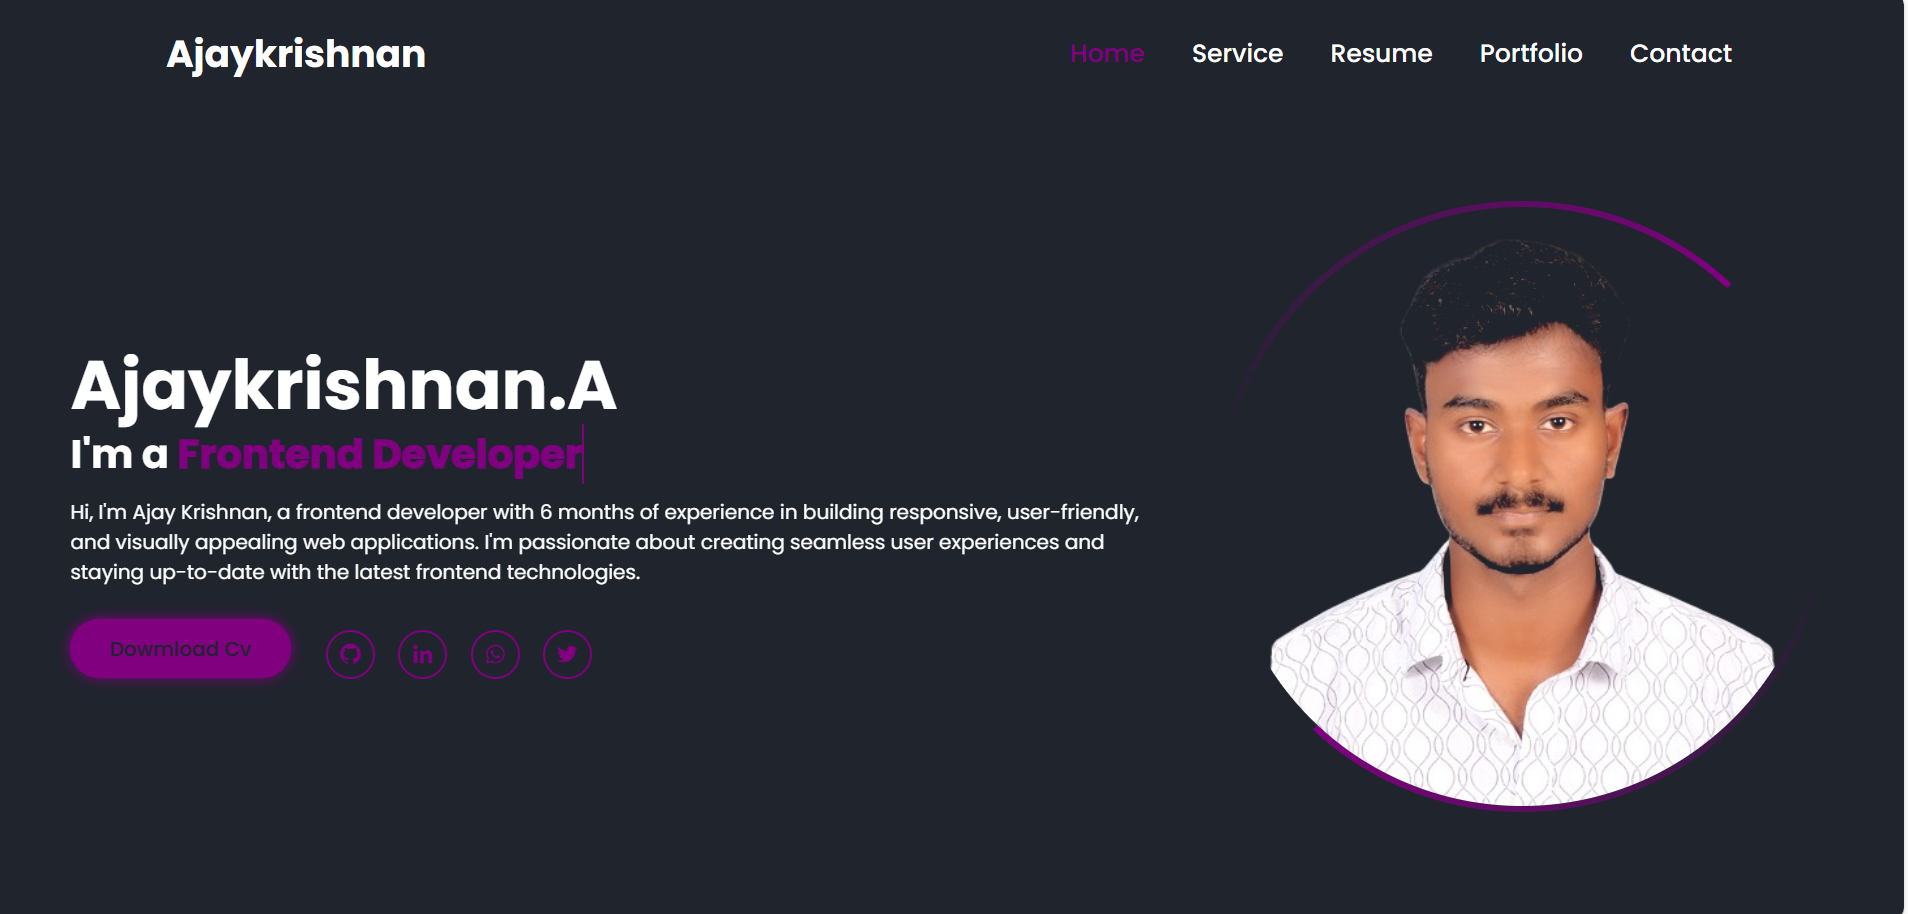 Ajaykrishnan
Home Service Resume Portfolio Contact
Ajaykrishnan.A
I'm a Frontend Developer
Hi, I'm Ajay Krishnan, a frontend developer with 6 months of experience in building responsive, user-friendly,
and visually appealing web applications. I'm passionate about creating seamless user experiences and
staying up-to-date with the latest frontend technologies.
Dowmload Cv
in